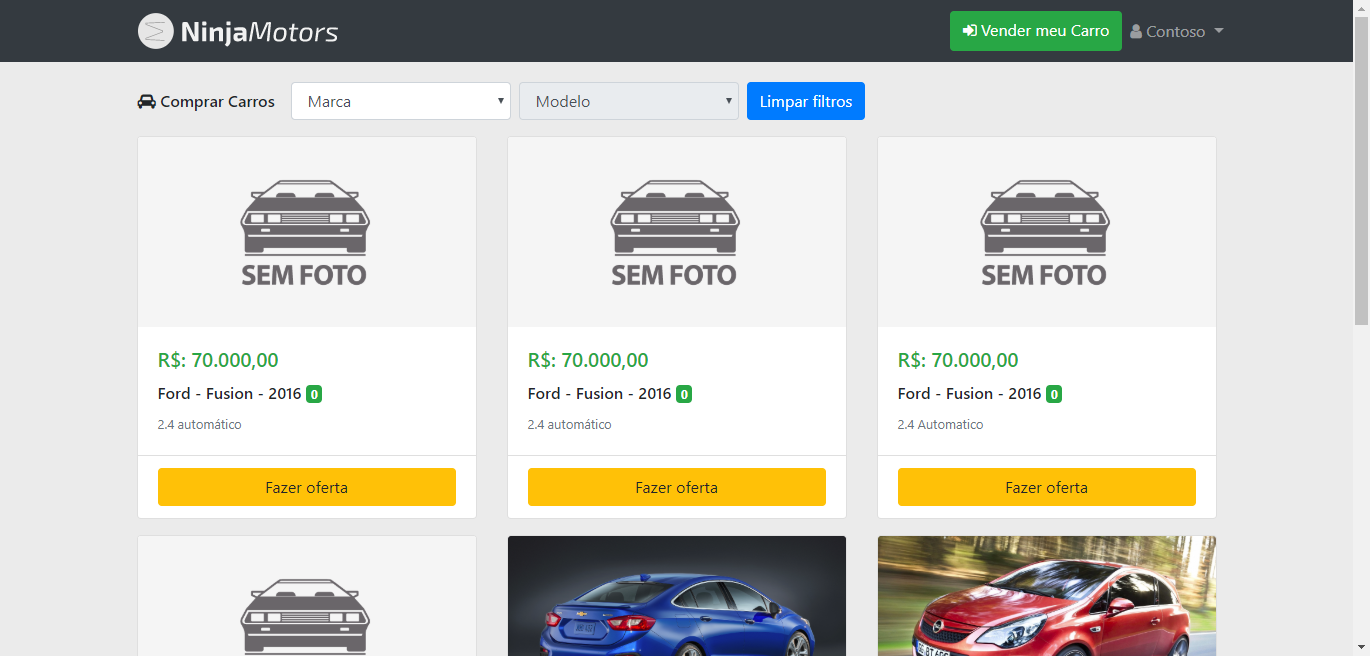 NinjaMotors
Vender meu Carro
Contoso
Comprar Carros
Marca
Modelo
Limpar filtros
SEM FOTO
SEM FOTO
SEM FOTO
R$: 70.000,00
R$: 70.000,00
R$: 70.000,00
Ford - Fusion - 2016 0
Ford - Fusion - 2016 0
Ford - Fusion - 2016 0
2.4 automático
2.4 automático
2.4 Automatico
Fazer oferta
Fazer oferta
Fazer oferta